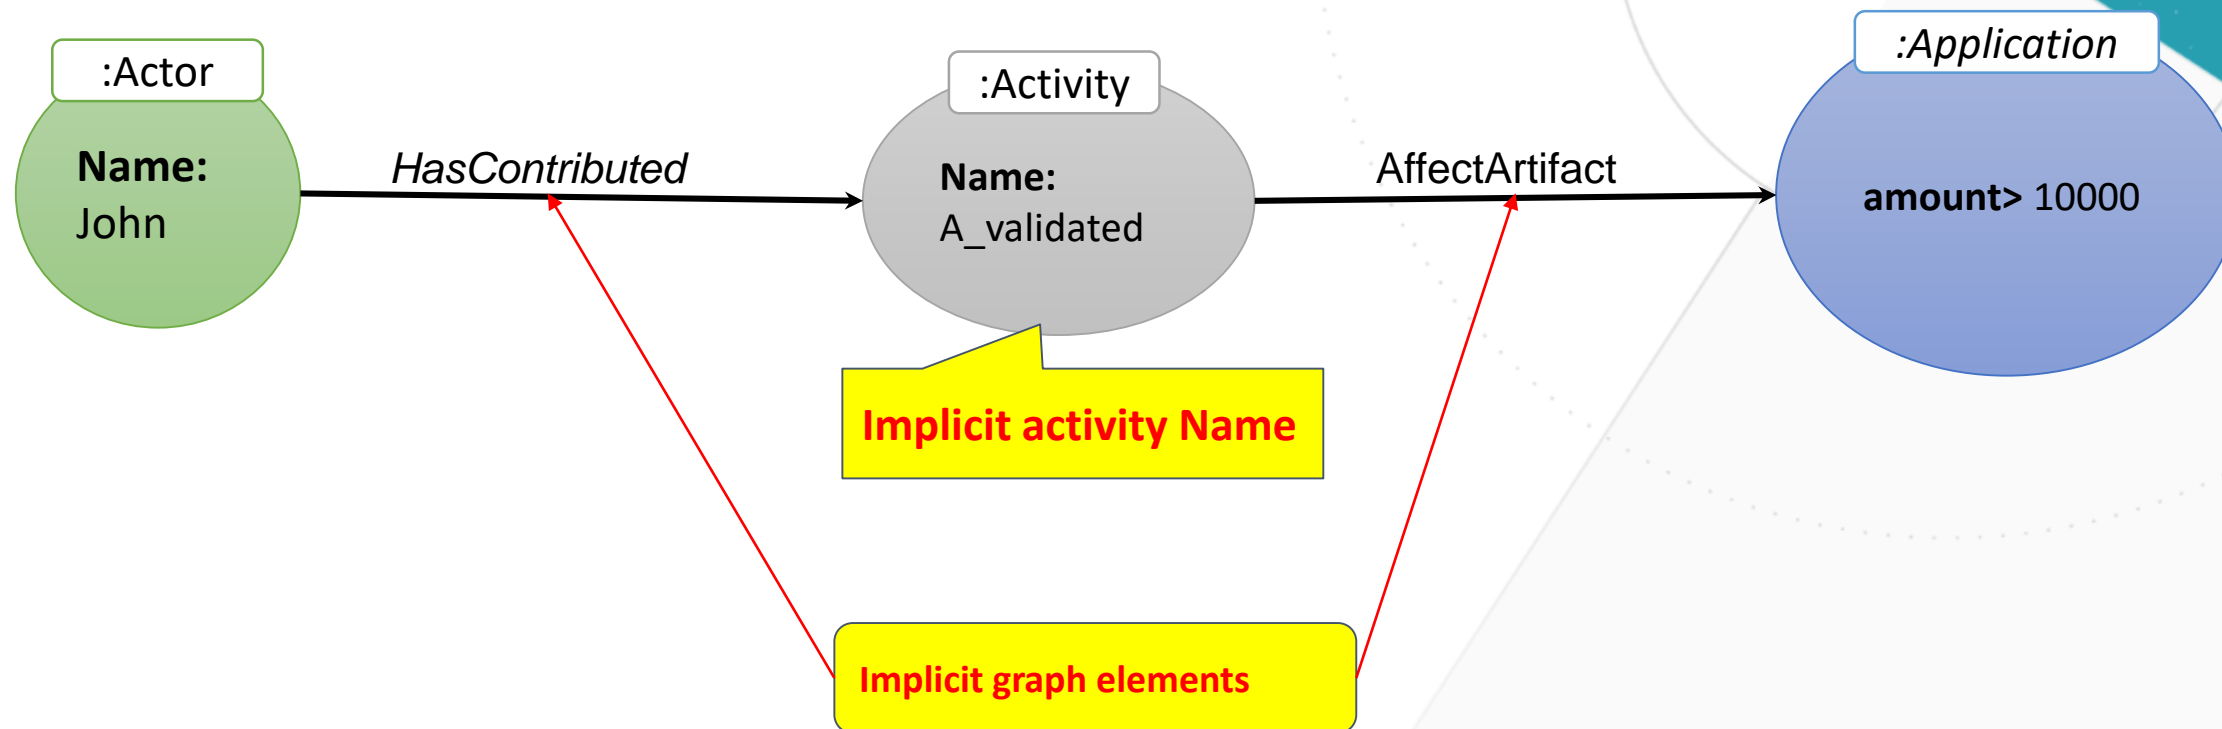 :Actor
Name:
John
HasContributed
:Activity
Name:
A_validated
AffectArtifact
:Application
amount> 10000
Implicit activity Name
Implicit graph elements